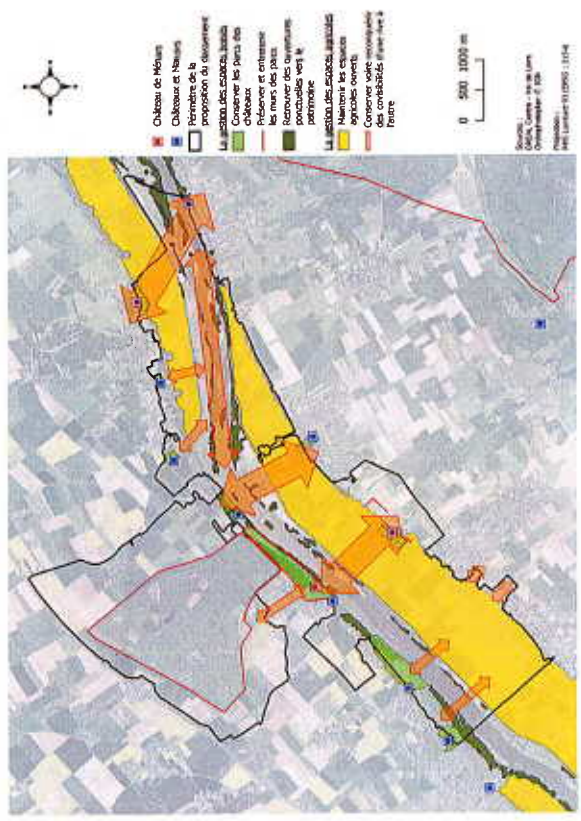 Château de Ménars
Châteaux et Manoirs
Périmètre de la
proposition du classement
La gestion des espaces boisés
Conserver les parcs des
châteaux
Préserver et entretenir
les murs des parcs
Retrouver des ouvertures
ponctuelles vers le
patrimoine
La gestion des espaces agricoles
Maintenir les espaces
agricoles ouverts
Conserver voire reconquérir
des covisibilités d'une rive à
l'autre
0 500 1000 m
Sources :